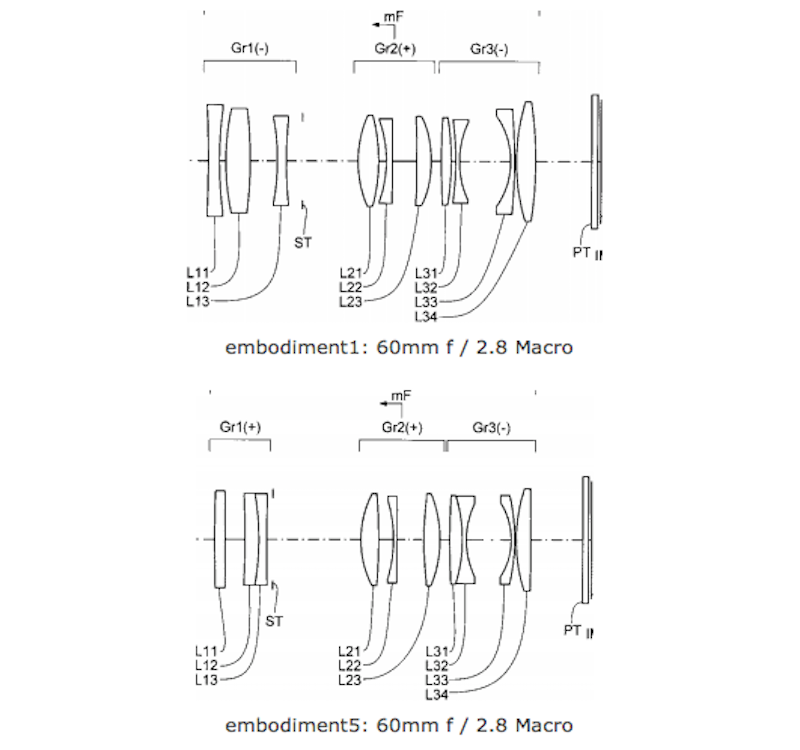 mF
Gr1(-) Gr2(+) Gr3(-)
ST
PT
L11 L21 L31
L12 L22 L32
L13 L23 L33
L34
embodiment1: 60mm f / 2.8 Macro
mF
Gr1(+) Gr2(+) Gr3(-)
ST
PT
L11 L21 L31
L12 L22 L32
L13 L23 L33
L34
embodiment5: 60mm f / 2.8 Macro